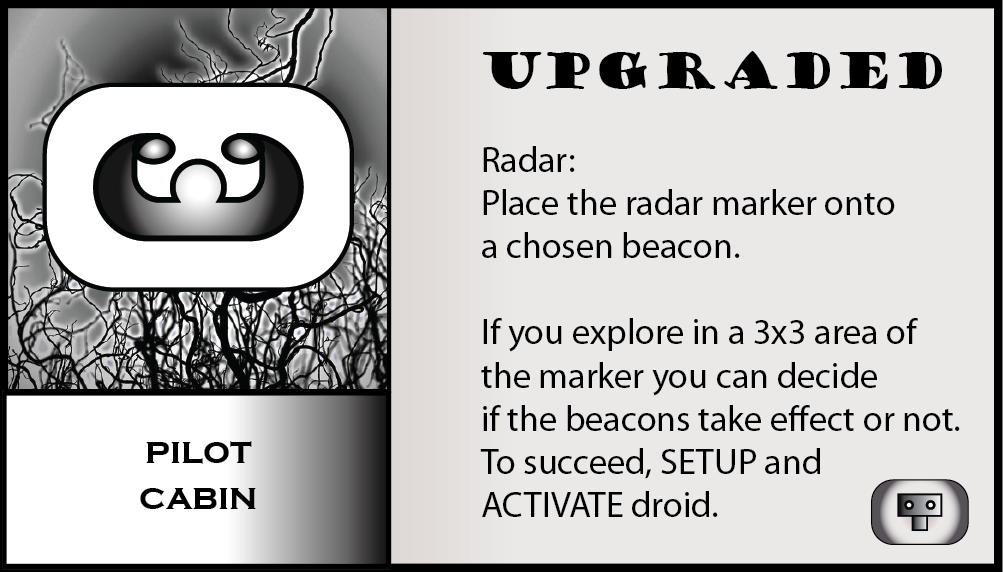 UPGRADED
Radar:
Place the radar marker onto
a chosen beacon.
If you explore in a 3x3 area of
the marker you can decide
if the beacons take effect or not.
To succeed, SETUP and
ACTIVATE droid.
PILOT
CABIN